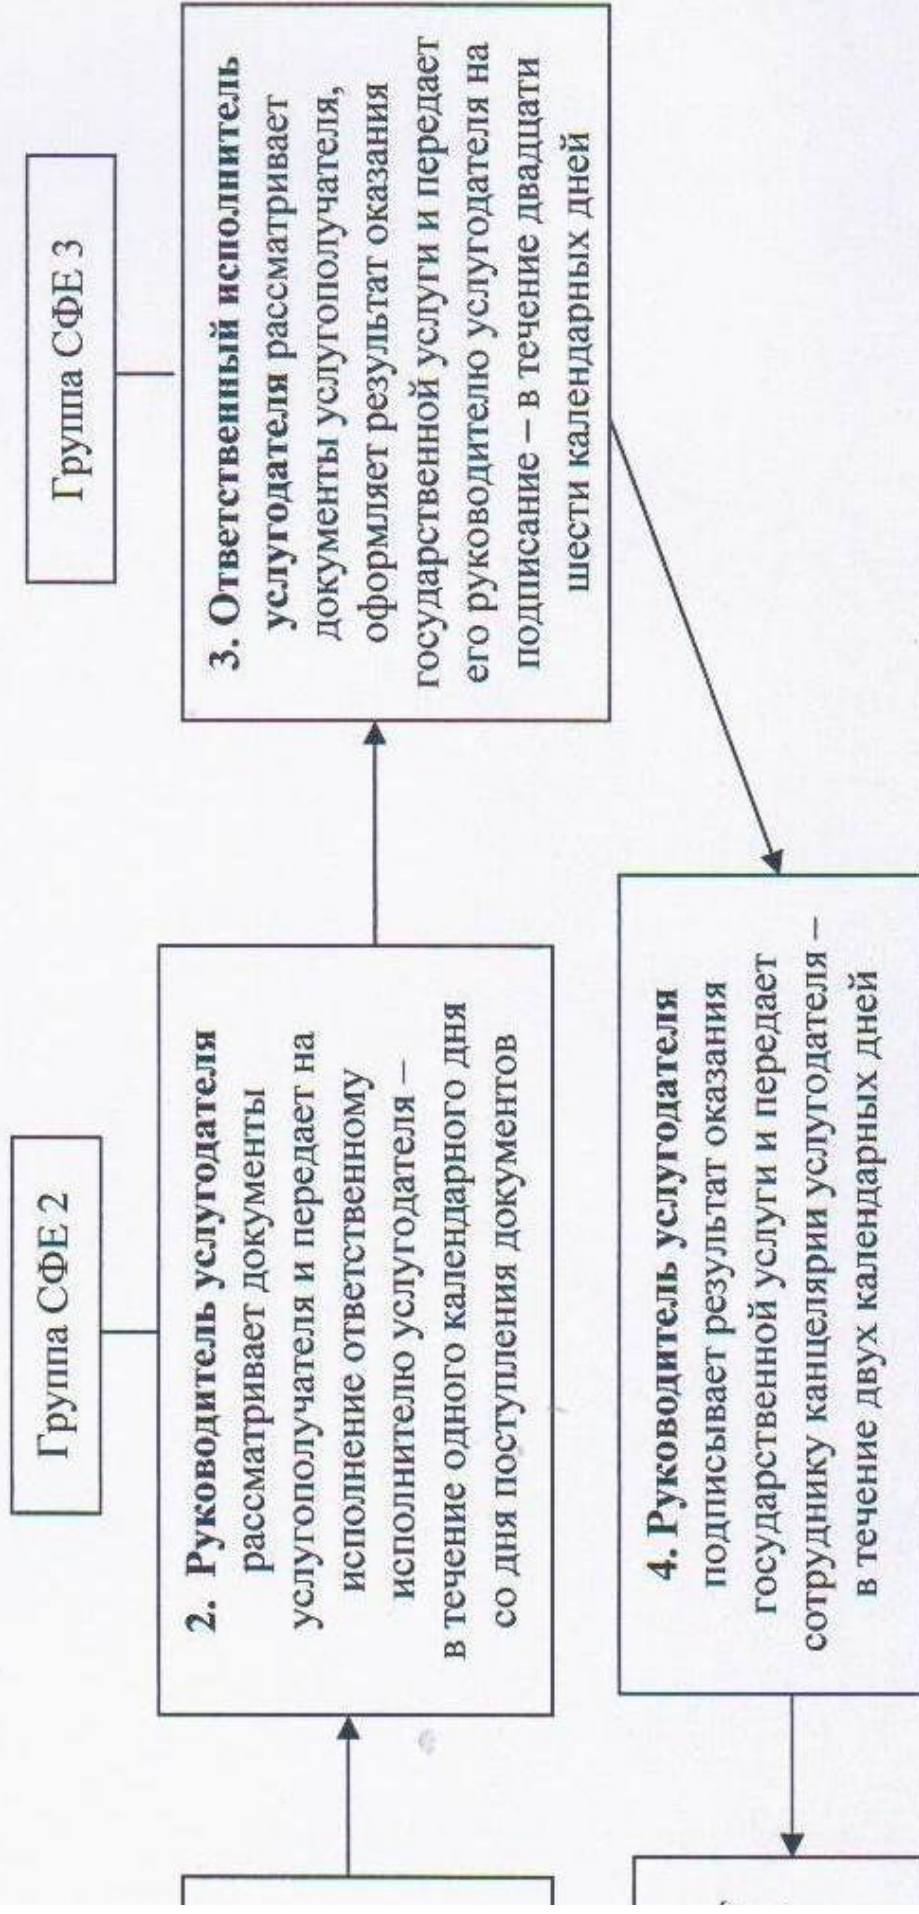 Группа СФЕ 2
2. Руководитель услугодателя
рассматривает документы
услугополучателя и передает на
исполнение ответственному
исполнителю услугодателя –
в течение одного календарного дня
со дня поступления документов
Группа СФЕ 3
3. Ответственный исполнитель
услугодателя рассматривает
документы услугополучателя,
оформляет результат оказания
государственной услуги и передает
его руководителю услугодателя на
подписание – в течение двадцати
шести календарных дней
4. Руководитель услугодателя
подписывает результат оказания
государственной услуги и передает
сотруднику канцелярии услугодателя –
в течение двух календарных дней